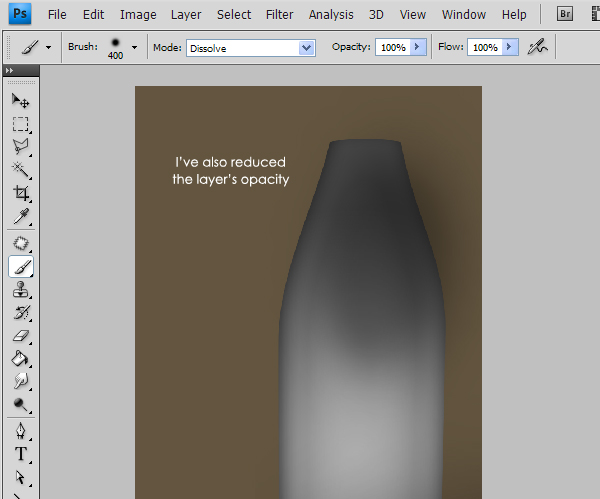 Ps File Edit Image Layer Select Filter Analysis 3D View Window Help Br
Brush: 400 Mode: Dissolve Opacity: 100% Flow: 100%
I've also reduced
the layer's opacity
T